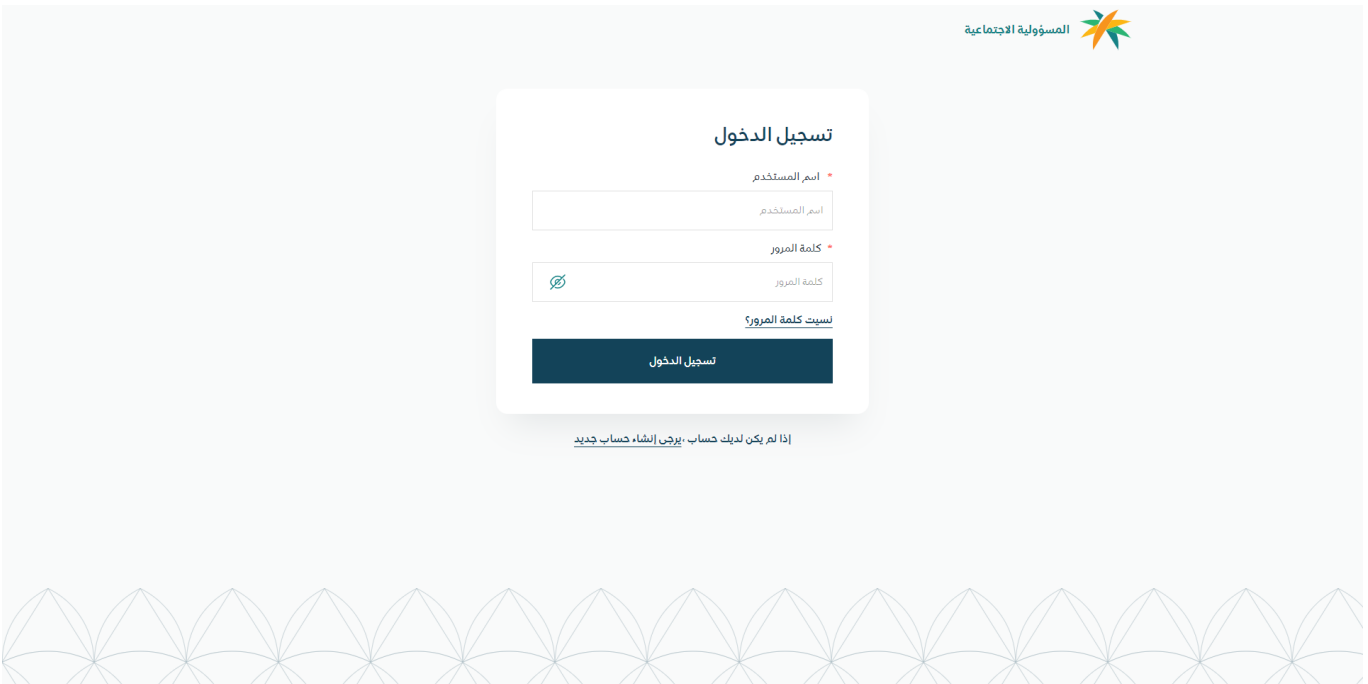 المسؤولية الاجتماعية
تسجيل الدخول
* اسم المستخدم
اسم المستخدم
* كلمة المرور
كلمة المرور
نسيت كلمة المرور؟
تسجيل الدخول
إذا لم يكن لديك حساب ،يرجى إنشاء حساب جديد